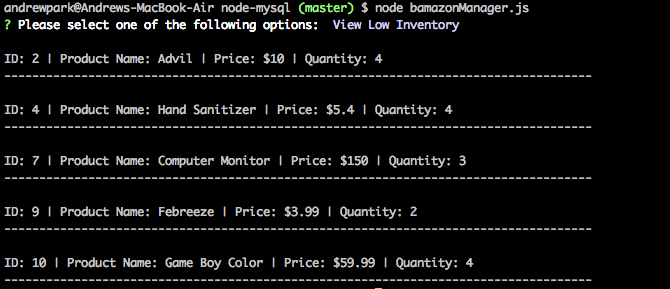 andrewpark@Andrews-MacBook-Air node-mysql (master) $ node bamazonManager.js
? Please select one of the following options:  View Low Inventory
ID: 2 | Product Name: Advil | Price: $10 | Quantity: 4
------------------------------------------------------------------------------------
ID: 4 | Product Name: Hand Sanitizer | Price: $5.4 | Quantity: 4
------------------------------------------------------------------------------------
ID: 7 | Product Name: Computer Monitor | Price: $150 | Quantity: 3
------------------------------------------------------------------------------------
ID: 9 | Product Name: Febreeze | Price: $3.99 | Quantity: 2
------------------------------------------------------------------------------------
ID: 10 | Product Name: Game Boy Color | Price: $59.99 | Quantity: 4
------------------------------------------------------------------------------------